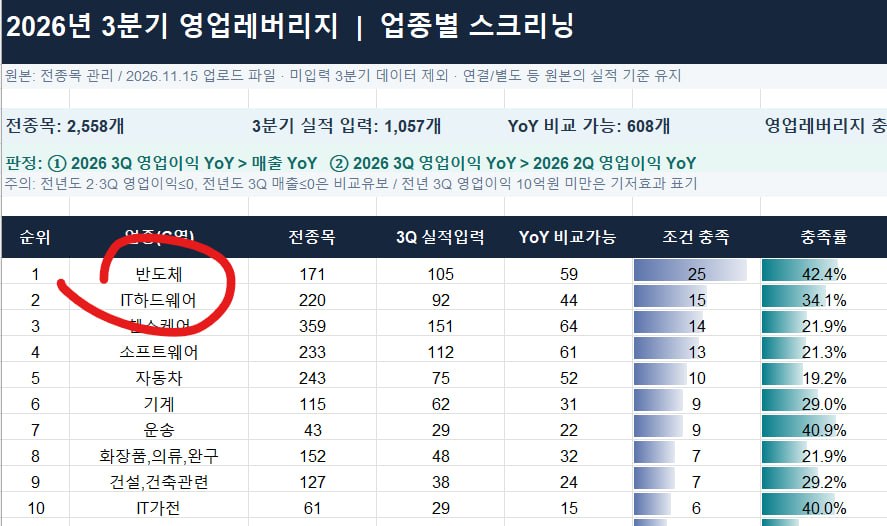 2026년 3분기 영업레버리지 | 업종별 스크리닝
원본: 전종목 관리 / 2026.11.15 업로드 파일 · 미입력 3분기 데이터 제외 · 연결/별도 등 원본의 실적 기준 유지
전종목: 2,558개 3분기 실적 입력: 1,057개 YoY 비교 가능: 608개 영업레버리지 충
판정: ① 2026 3Q 영업이익 YoY > 매출 YoY ② 2026 3Q 영업이익 YoY > 2026 2Q 영업이익 YoY
주의: 전년도 2·3Q 영업이익≤0, 전년도 3Q 매출≤0은 비교유보 / 전년 3Q 영업이익 10억원 미만은 기저효과 표기
순위 전종목 3Q 실적입력 YoY 비교가능 조건 충족 충족률
1 반도체 171 105 59 25 42.4%
2 IT하드웨어 220 92 44 15 34.1%
3 헬스케어 359 151 64 14 21.9%
4 소프트웨어 233 112 61 13 21.3%
5 자동차 243 75 52 10 19.2%
6 기계 115 62 31 9 29.0%
7 운송 43 29 22 9 40.9%
8 화장품,의류,완구 152 48 32 7 21.9%
9 건설,건축관련 127 38 24 7 29.2%
10 IT가전 61 29 15 6 40.0%